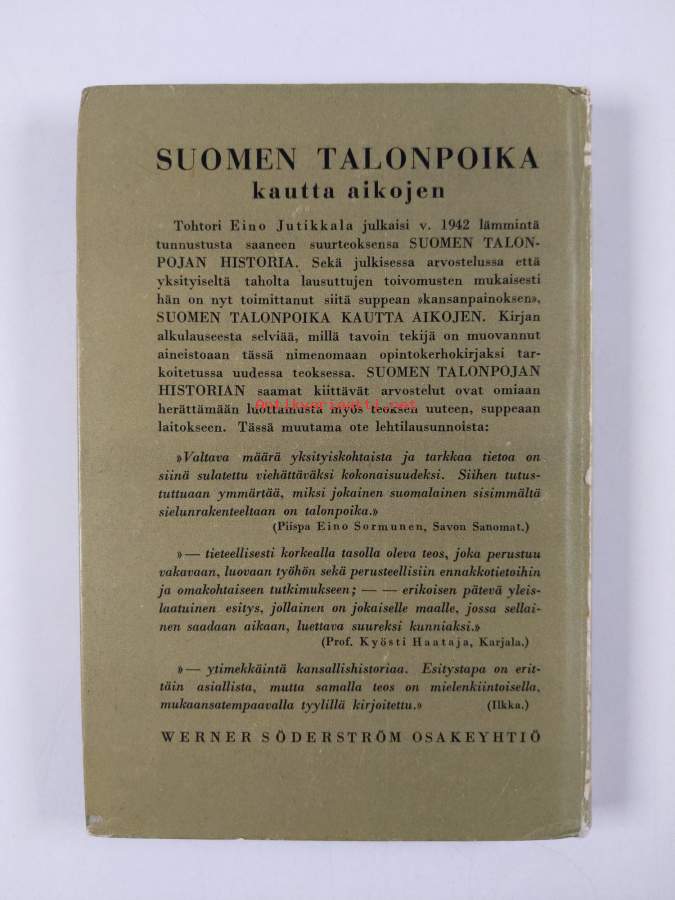 SUOMEN TALONPOIKA
kautta aikojen
Tohtori Eino Jutikkala julkaisi v. 1942 lämmintä
tunnustusta saaneen suurteoksensa SUOMEN TALON-
POJAN HISTORIA. Sekä julkisessa arvostelussa että
yksityiseltä taholta lausuttujen toivomusten mukaisesti
hän on nyt toimittanut siitä suppean »kansanpainoksen»,
SUOMEN TALONPOIKA KAUTTA AIKOJEN. Kirjan
alkulauseesta selviää, millä tavoin tekijä on muovannut
aineistoaan tässä nimenomaan opintokerhokirjaksi tar-
koitetussa uudessa teoksessa. SUOMEN TALONPOJAN
HISTORIAN saamat kiittävät arvostelut ovat omiaan
herättämään luottamusta myös teoksen uuteen, suppeaan
Antikvariaatti.net
laitokseen. Tässä muutama ote lehtilausunnoista:
»Valtava määrä yksityiskohtaista ja tarkkaa tietoa on
siinä sulatettu viehättäväksi kokonaisuudeksi. Siihen tutus-
tuttuaan ymmärtää, miksi jokainen suomalainen sisimmältä
sielunrakenteeltaan on talonpoika.»
(Piispa Eino Sormunen, Savon Sanomat.)
»— tieteellisesti korkealla tasolla oleva teos, joka perustuu
vakavaan, luovaan työhön sekä perusteellisiin ennakkotietoihin
ja omakohtaiseen tutkimukseen; — — erikoisen pätevä yleis-
laatuinen esitys, jollainen on jokaiselle maalle, jossa sellai-
nen saadaan aikaan, luettava suureksi kunniaksi.»
(Prof. Kyösti Haataja, Karjala.)
»— ytimekkäintä kansallishistoriaa. Esitystapa on erit-
täin asiallista, mutta samalla teos on mielenkiintoisella,
mukaansatempaavalla tyylillä kirjoitettu.» (Ilkka.)
WERNER SÖDERSTRÖM OSAKEYHTIÖ